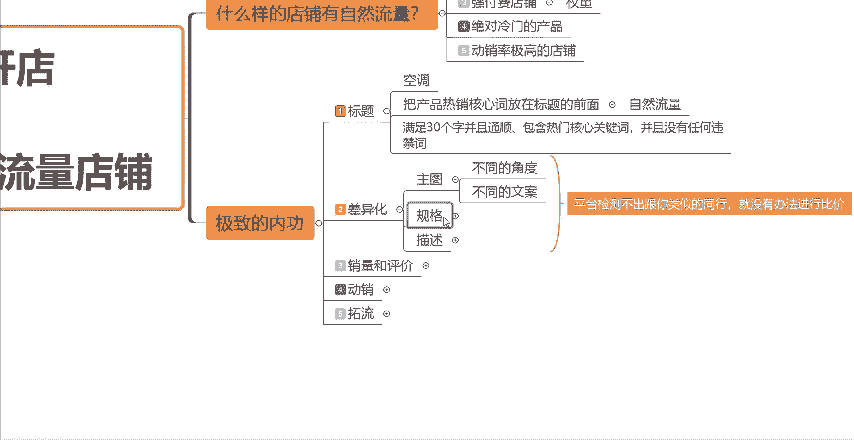 什么样的店铺有自然流量？
强付费店铺
权重
4 绝对冷门的产品
5 动销率极高的店铺
开店
流量店铺
极致的内功
1 标题
空调
把产品热销核心词放在标题的前面
自然流量
满足30个字并且通顺、包含热门核心关键词，并且没有任何违
禁词
2 差异化
主图
不同的角度
不同的文案
规格
描述
平台检测不出跟你类似的同行，就没有办法进行比价
3 销量和评价
4 动销
5 拓流